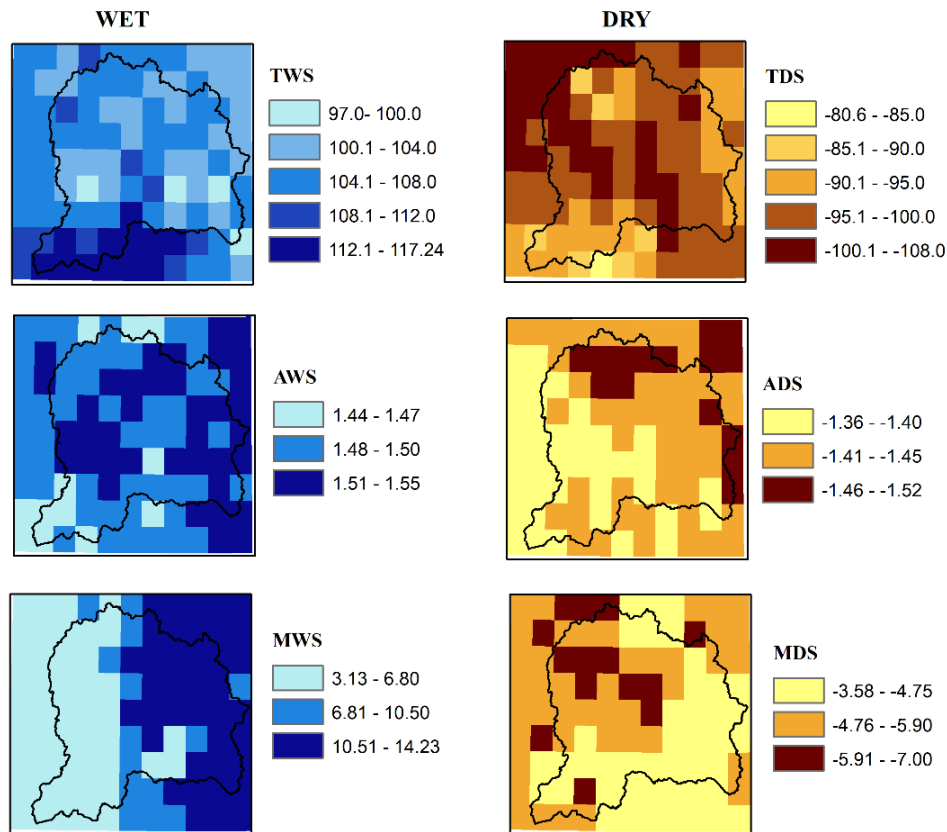 WET
DRY
TWS
97.0- 100.0
100.1 - 104.0
104.1 - 108.0
108.1 - 112.0
112.1 - 117.24
TDS
-80.6 - -85.0
-85.1 - -90.0
-90.1 - -95.0
-95.1 - -100.0
-100.1 - -108.0
AWS
1.44 - 1.47
1.48 - 1.50
1.51 - 1.55
ADS
-1.36 - -1.40
-1.41 - -1.45
-1.46 - -1.52
MWS
3.13 - 6.80
6.81 - 10.50
10.51 - 14.23
MDS
-3.58 - -4.75
-4.76 - -5.90
-5.91 - -7.00